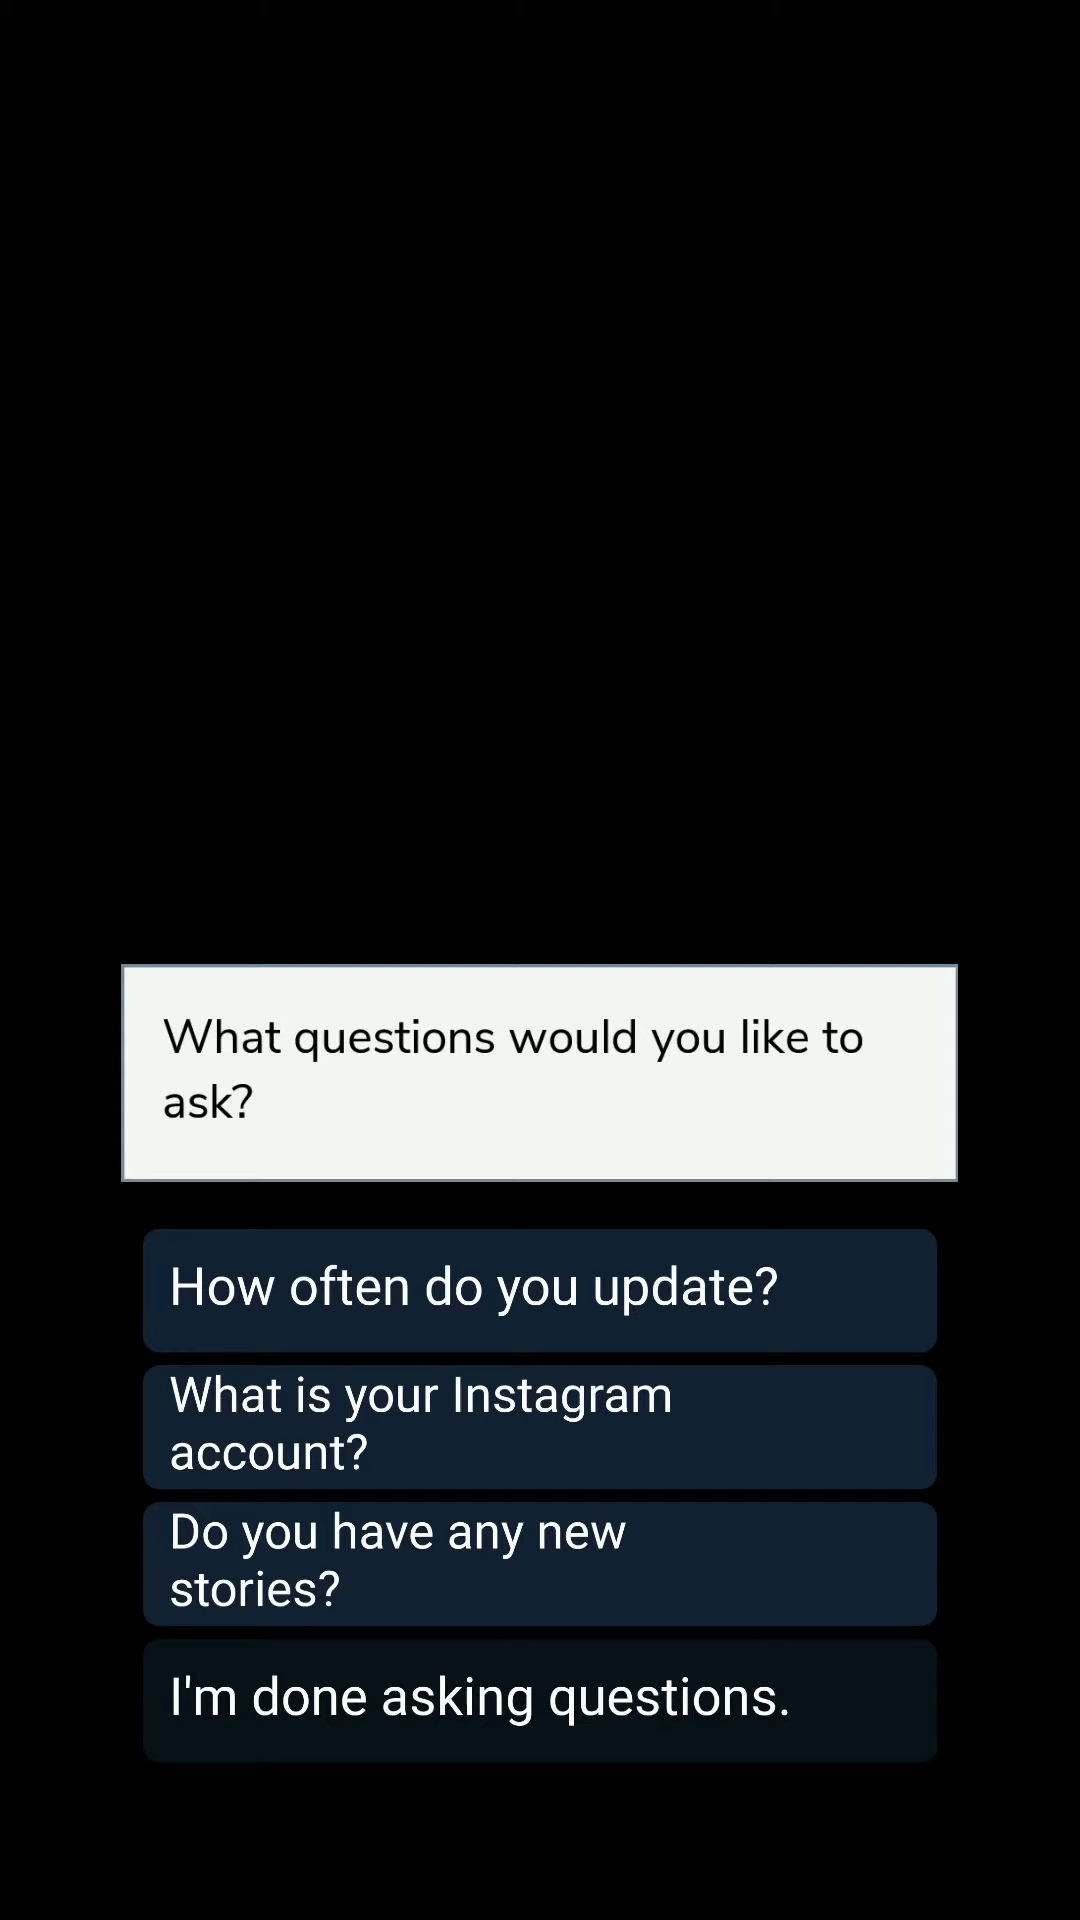 What questions would you like to
ask?
How often do you update?
What is your Instagram
account?
Do you have any new
stories?
I'm done asking questions.